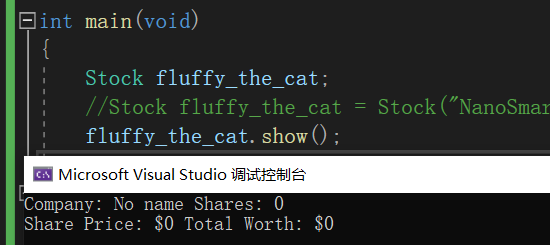 int main(void)
{
Stock fluffy_the_cat;
//Stock fluffy_the_cat = Stock("NanoSmar
fluffy_the_cat.show();
Microsoft Visual Studio 调试控制台
Company: No name Shares: 0
Share Price: $0 Total Worth: $0